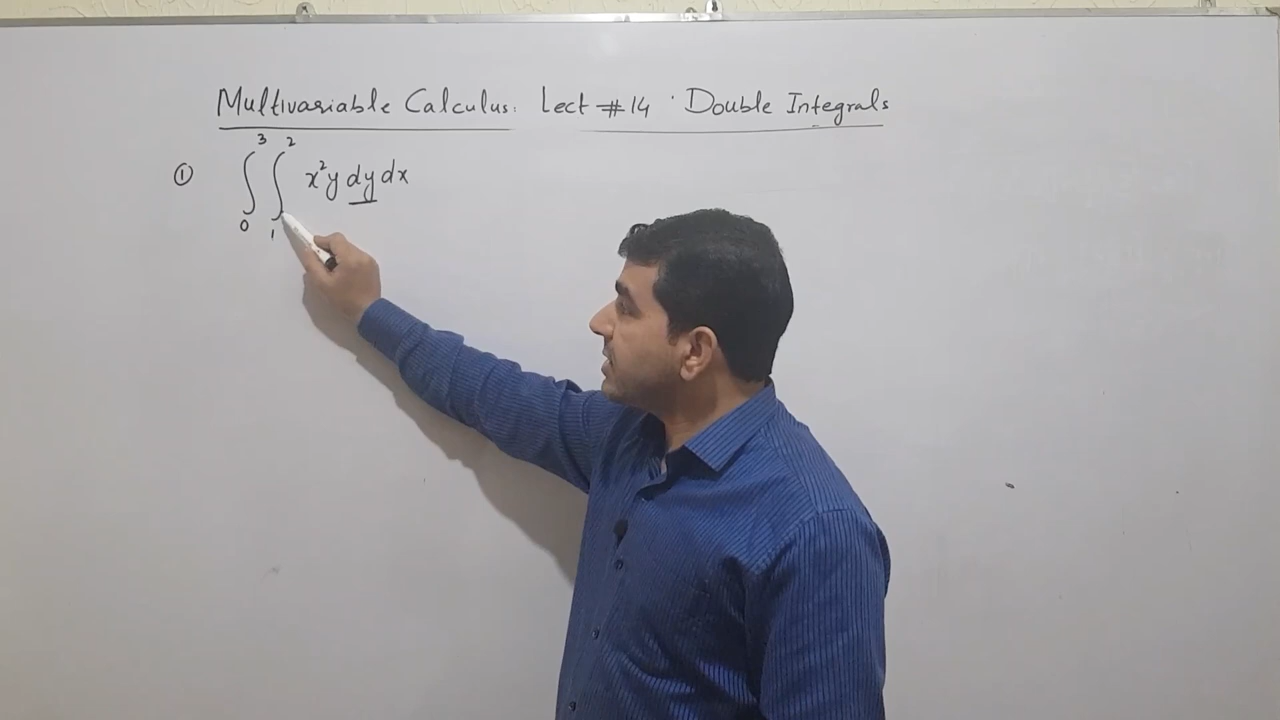 Multivariable Calculus: Lect #14 . Double Integrals
① ∫₀³ ∫₁² x²y dy dx